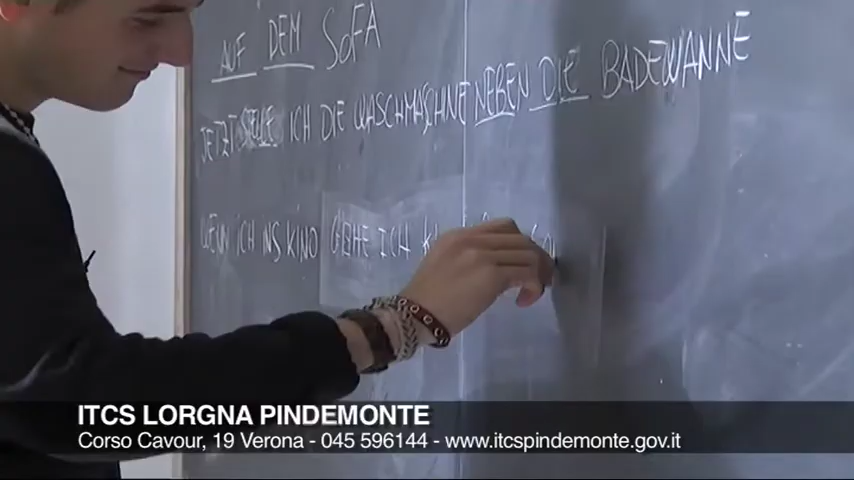 AUF DEM SOFA
JETZT STELLE ICH DIE WASCHMASCHINE NEBEN DIE BADEWANNE
WENN ICH INS KINO GEHE ICH
ITCS LORGNA PINDEMONTE
Corso Cavour, 19 Verona - 045 596144 - www.itcspindemonte.gov.it